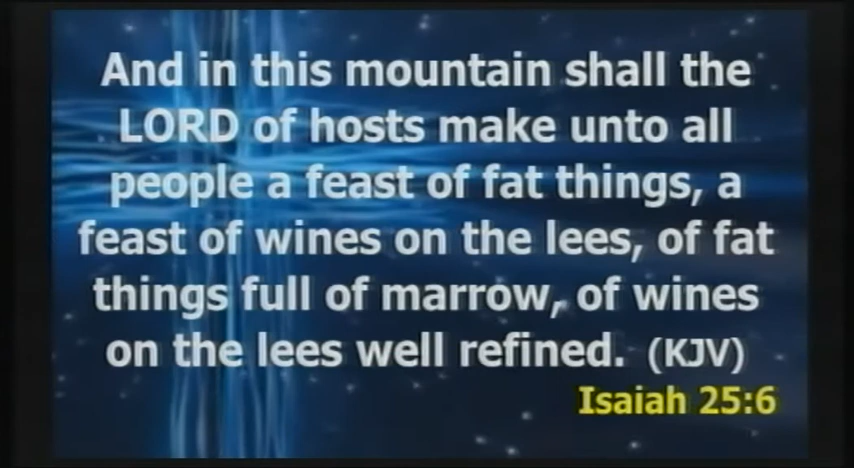 And in this mountain shall the
LORD of hosts make unto all
people a feast of fat things, a
feast of wines on the lees, of fat
things full of marrow, of wines
on the lees well refined. (KJV)
Isaiah 25:6